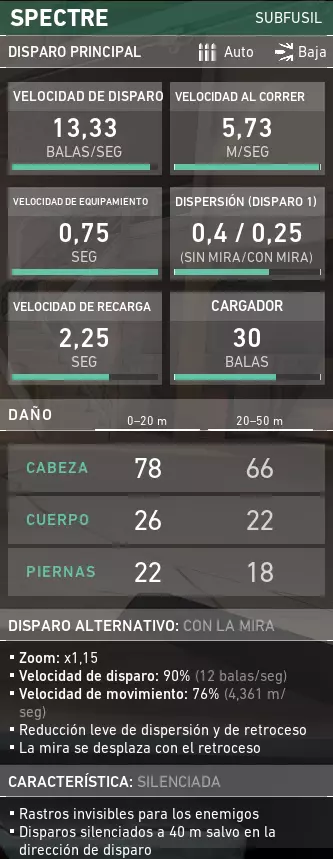 SPECTRE SUBFUSIL
DISPARO PRINCIPAL Auto Baja
VELOCIDAD DE DISPARO
13,33
BALAS/SEG
VELOCIDAD AL CORRER
5,73
M/SEG
VELOCIDAD DE EQUIPAMIENTO
0,75
SEG
DISPERSIÓN (DISPARO 1)
0,4 / 0,25
(SIN MIRA/CON MIRA)
VELOCIDAD DE RECARGA
2,25
SEG
CARGADOR
30
BALAS
DAÑO 0–20 m 20–50 m
CABEZA 78 66
CUERPO 26 22
PIERNAS 22 18
DISPARO ALTERNATIVO: CON LA MIRA
▪ Zoom: x1,15
▪ Velocidad de disparo: 90% (12 balas/seg)
▪ Velocidad de movimiento: 76% (4,361 m/
seg)
▪ Reducción leve de dispersión y de retroceso
▪ La mira se desplaza con el retroceso
CARACTERÍSTICA: SILENCIADA
▪ Rastros invisibles para los enemigos
▪ Disparos silenciados a 40 m salvo en la
dirección de disparo